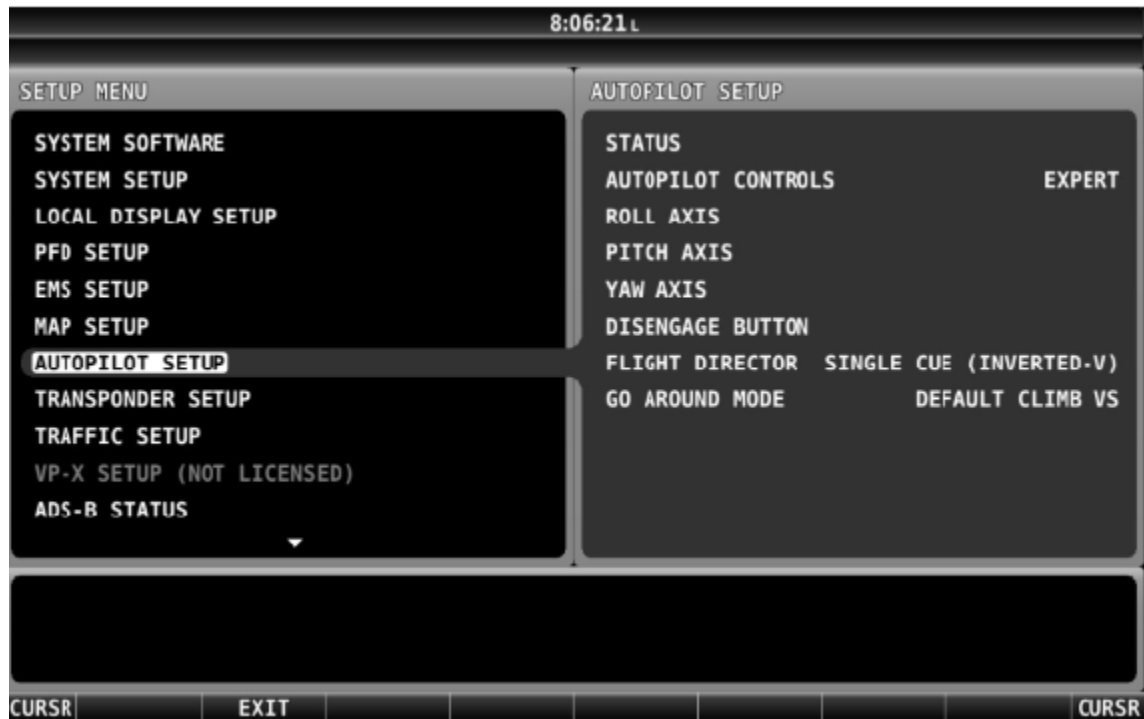 8:06:21L
SETUP MENU
SYSTEM SOFTWARE
SYSTEM SETUP
LOCAL DISPLAY SETUP
PFD SETUP
EMS SETUP
MAP SETUP
AUTOPILOT SETUP
TRANSPONDER SETUP
TRAFFIC SETUP
VP-X SETUP (NOT LICENSED)
ADS-B STATUS
AUTOPILOT SETUP
STATUS
AUTOPILOT CONTROLS EXPERT
ROLL AXIS
PITCH AXIS
YAW AXIS
DISENGAGE BUTTON
FLIGHT DIRECTOR SINGLE CUE (INVERTED-V)
GO AROUND MODE DEFAULT CLIMB VS
CURSR EXIT CURSR